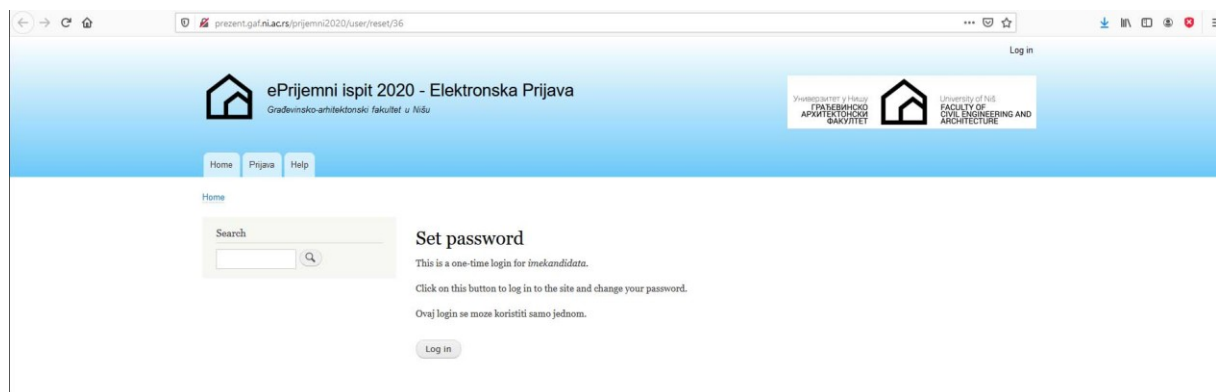 prezent.gaf.ni.ac.rs/prijemni2020/user/reset/36
Log in
ePrijemni ispit 2020 - Elektronska Prijava
Građevinsko-arhitektonski fakultet u Nišu
Универзитет у Нишу
ГРАЂЕВИНСКО
АРХИТЕКТОНСКИ
ФАКУЛТЕТ
University of Niš
FACULTY OF
CIVIL ENGINEERING AND
ARCHITECTURE
Home Prijava Help
Home
Search
Set password
This is a one-time login for imekandidata.
Click on this button to log in to the site and change your password.
Ovaj login se moze koristiti samo jednom.
Log in